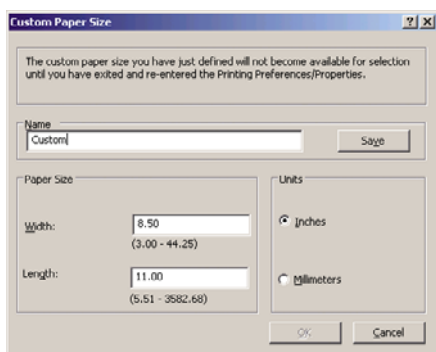 Custom Paper Size
The custom paper size you have just defined will not become available for selection
until you have exited and re-entered the Printing Preferences/Properties.
Name
Custom
Save
Paper Size
Width:
8.50
(3.00 - 44.25)
Length:
11.00
(5.51 - 3582.68)
Units
Inches
Milimeters
OK
Cancel